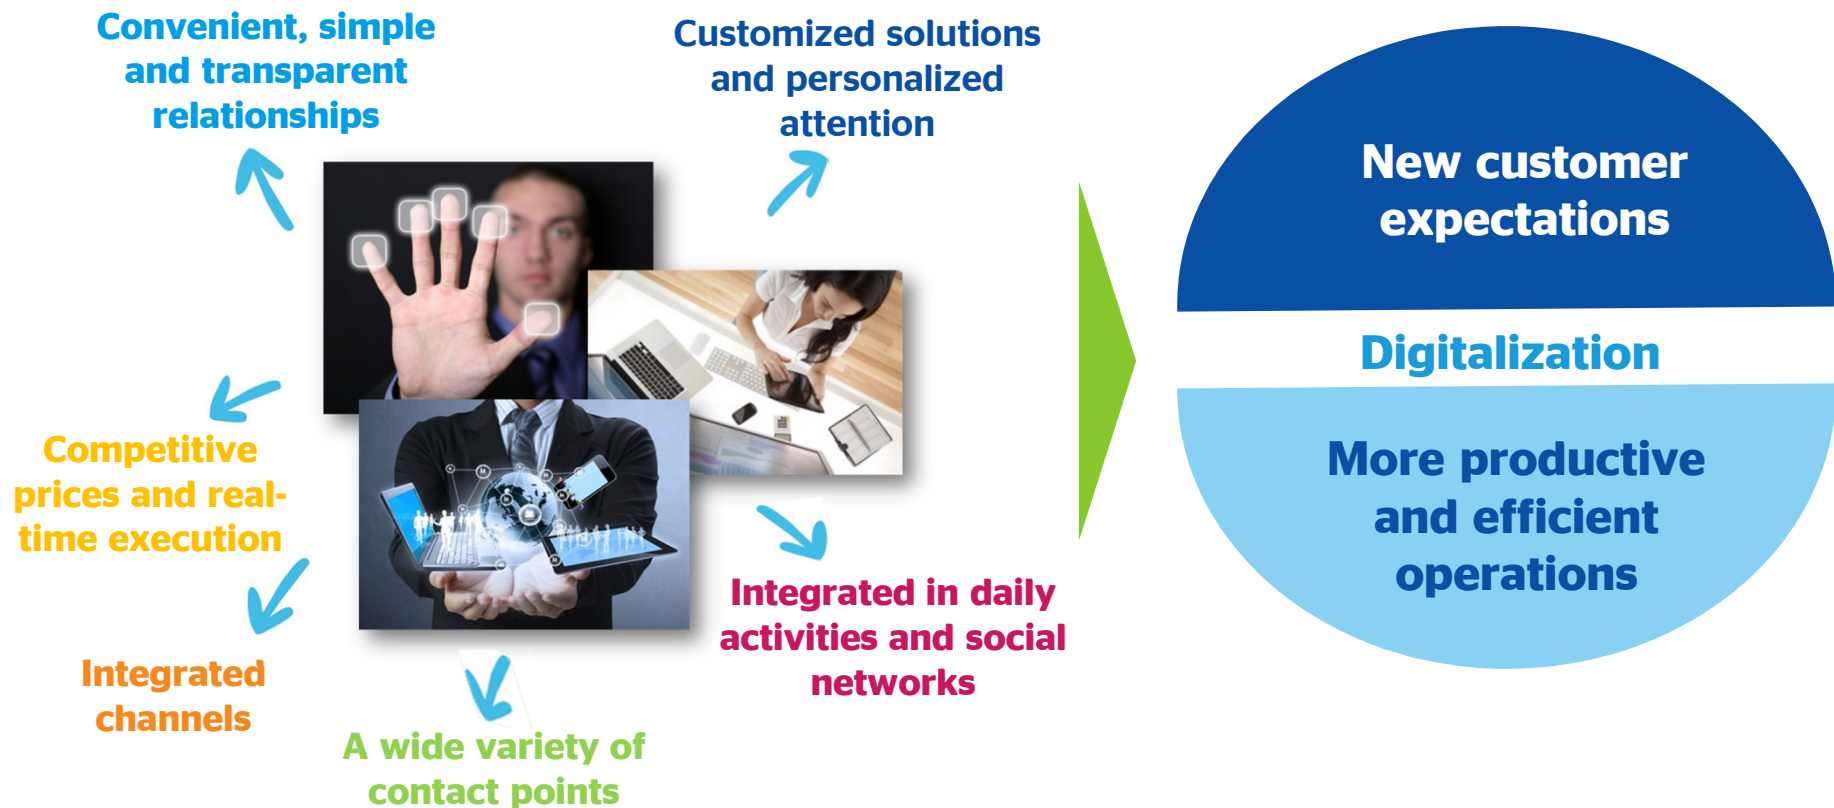 Convenient, simple
and transparent
relationships
Customized solutions
and personalized
attention
Competitive
prices and real-
time execution
Integrated
channels
A wide variety of
contact points
Integrated in daily
activities and social
networks
New customer
expectations
Digitalization
More productive
and efficient
operations